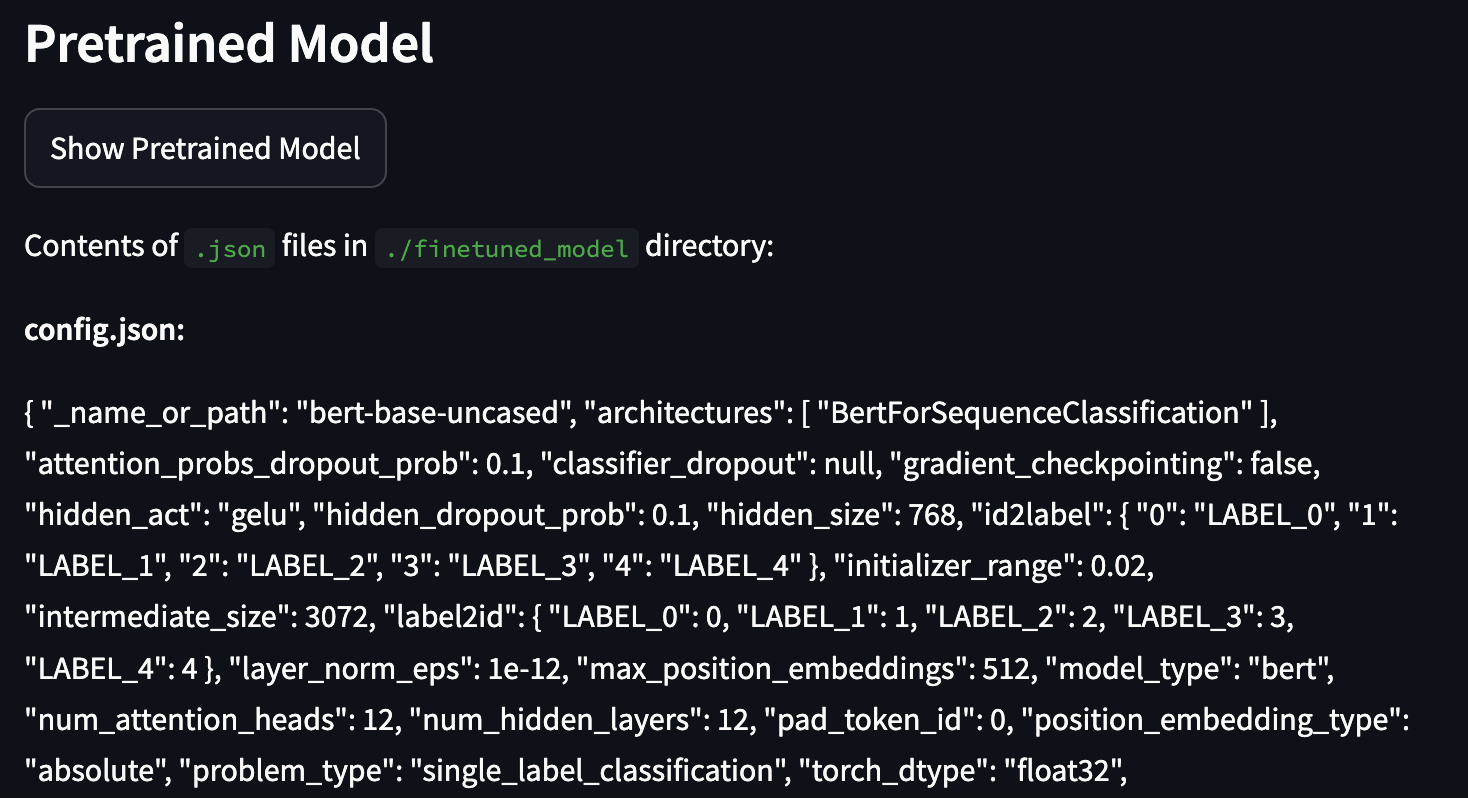 Pretrained Model
Show Pretrained Model
Contents of .json files in ./finetuned_model directory:
config.json:
{ "_name_or_path": "bert-base-uncased", "architectures": [ "BertForSequenceClassification" ],
"attention_probs_dropout_prob": 0.1, "classifier_dropout": null, "gradient_checkpointing": false,
"hidden_act": "gelu", "hidden_dropout_prob": 0.1, "hidden_size": 768, "id2label": { "0": "LABEL_0", "1":
"LABEL_1", "2": "LABEL_2", "3": "LABEL_3", "4": "LABEL_4" }, "initializer_range": 0.02,
"intermediate_size": 3072, "label2id": { "LABEL_0": 0, "LABEL_1": 1, "LABEL_2": 2, "LABEL_3": 3,
"LABEL_4": 4 }, "layer_norm_eps": 1e-12, "max_position_embeddings": 512, "model_type": "bert",
"num_attention_heads": 12, "num_hidden_layers": 12, "pad_token_id": 0, "position_embedding_type":
"absolute", "problem_type": "single_label_classification", "torch_dtype": "float32",